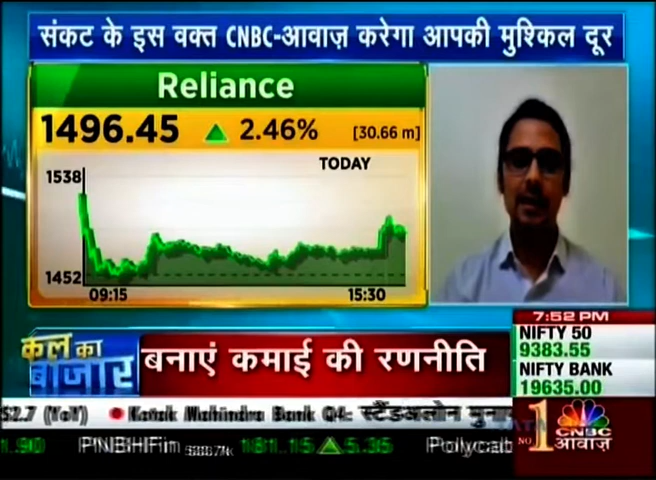 संकट के इस वक्त CNBC-आवाज़ करेगा आपकी मुश्किल दूर
Reliance
1496.45 ▲ 2.46% [30.66 m]
TODAY
1538
1452
09:15 15:30
7:52 PM
NIFTY 50
9383.55
NIFTY BANK
19635.00
कल का
बाज़ार
बनाएं कमाई की रणनीति
52.7 (YoY) Kotak Mahindra Bank Q4: स्टैंडअलोन
PNBHFin 181.15 ▲ 5.35 Polycab
NO 1
CNBC
आवाज़